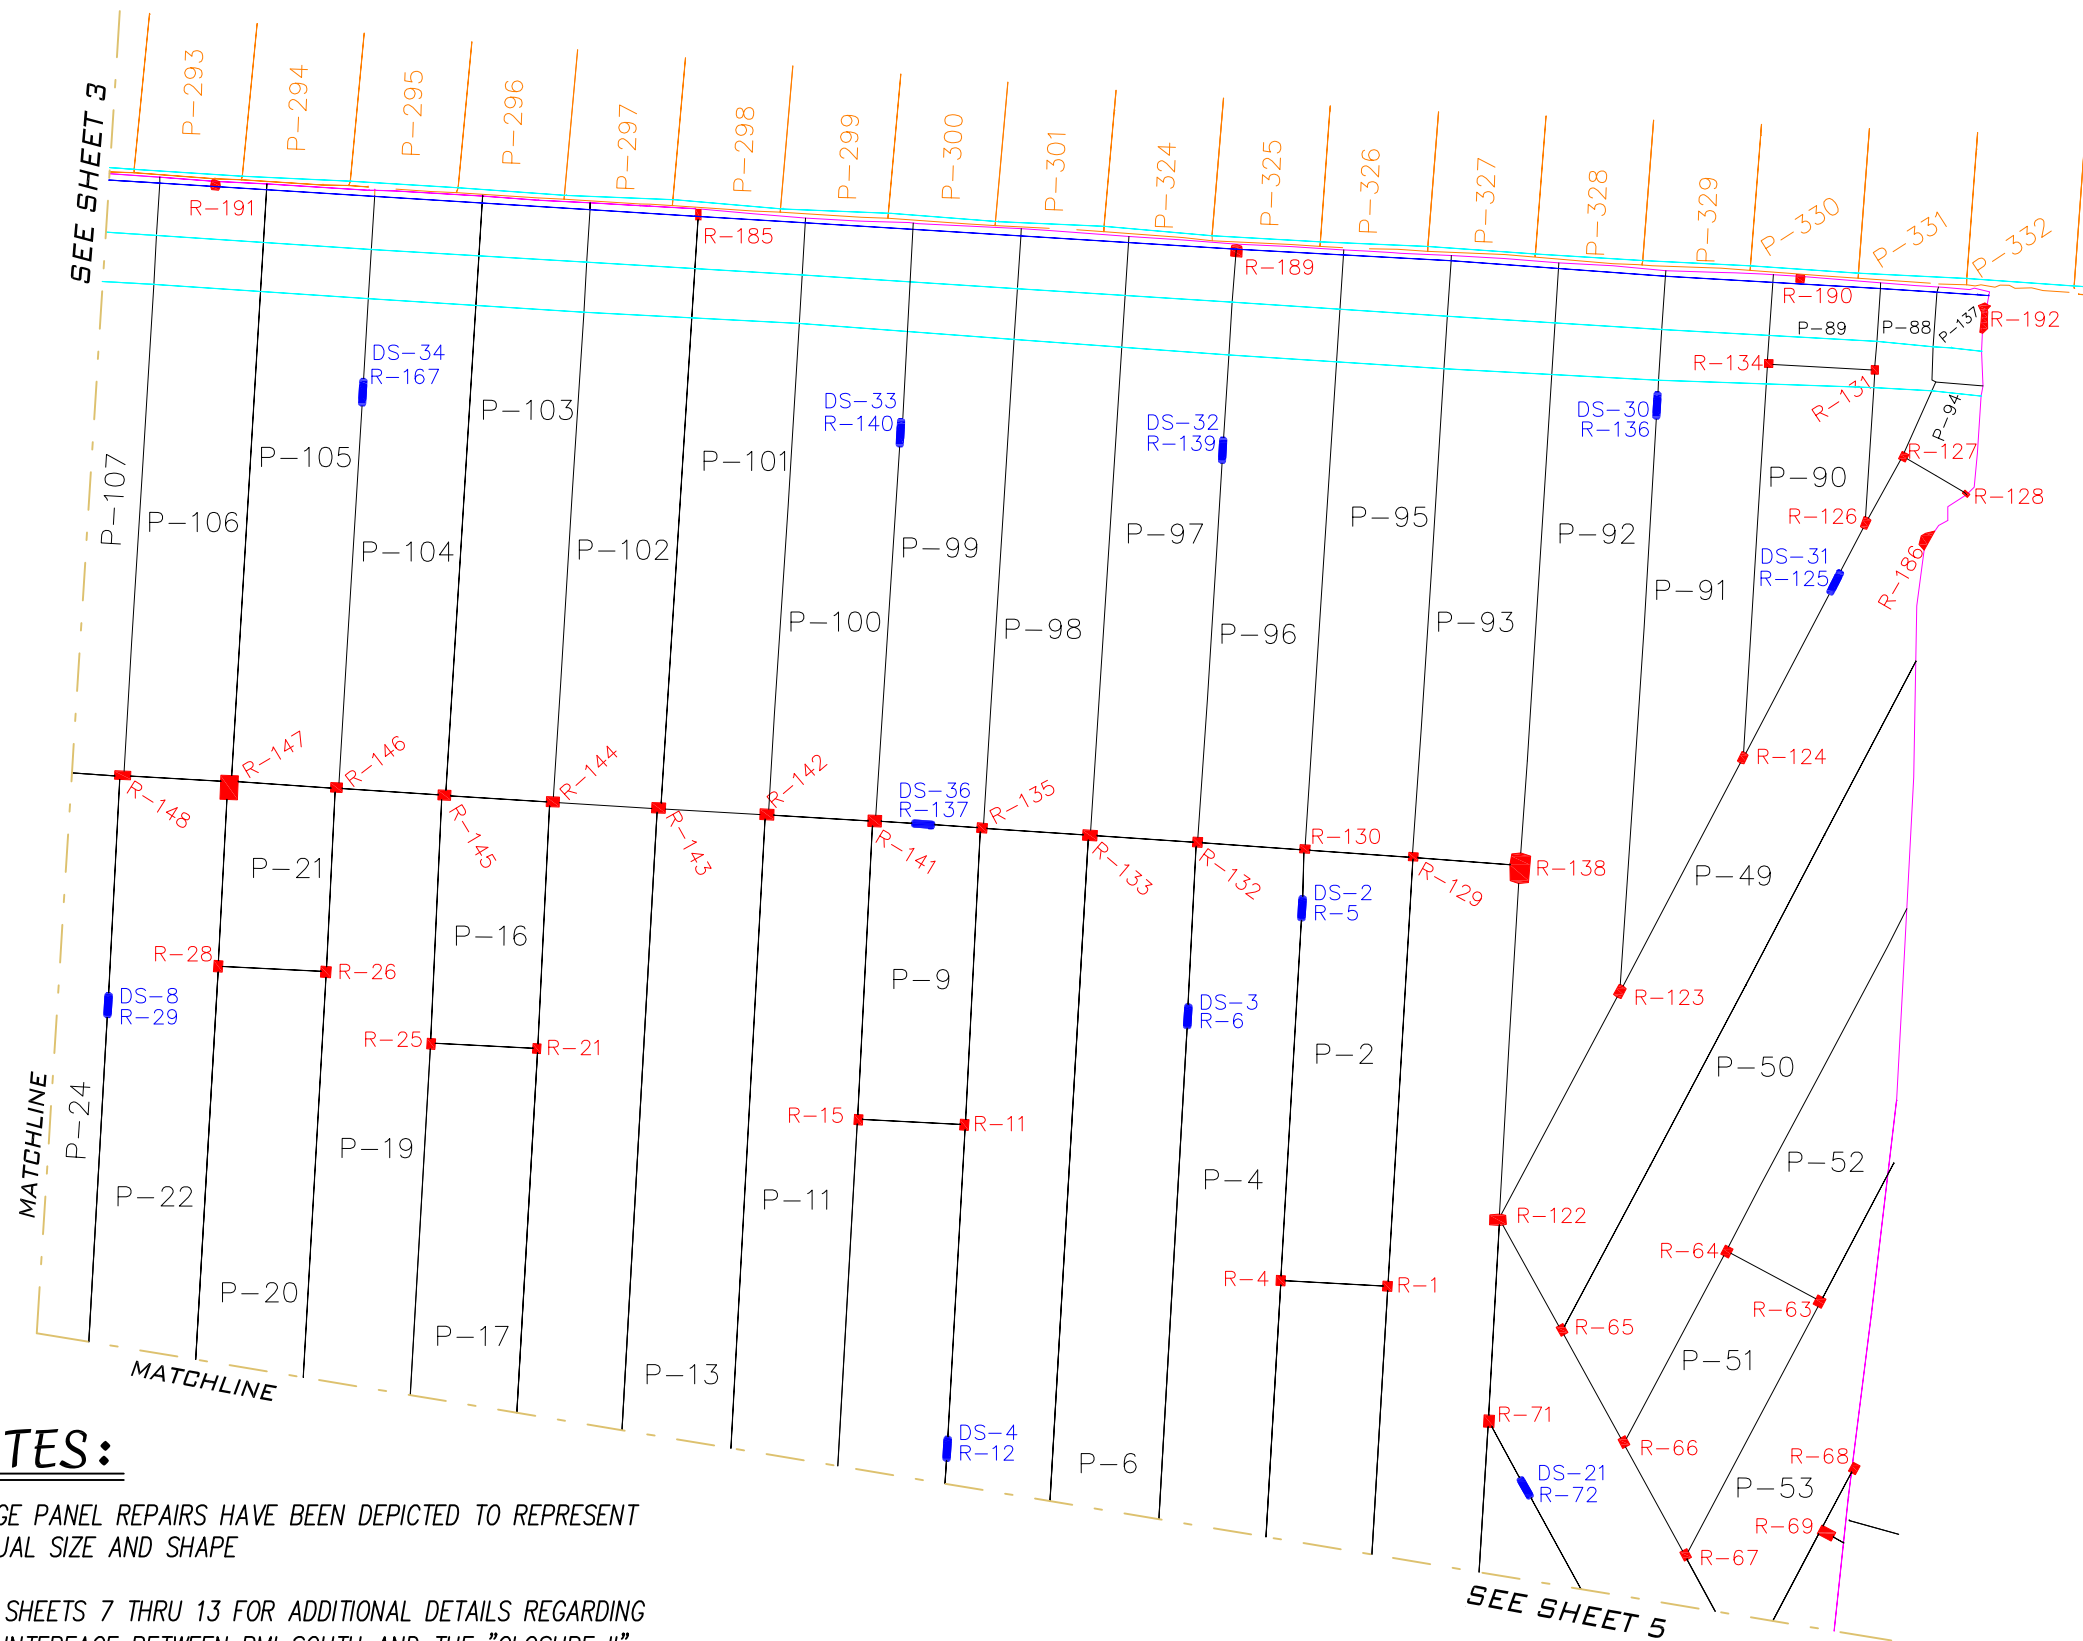 P-293
P-294
P-295
P-296
P-297
P-298
P-299
P-300
P-301
P-324
P-325
P-326
P-327
P-328
P-329
P-330
P-331
P-332
SEE SHEET 3
R-191
R-185
R-189
R-190
R-192
P-89
P-88
P-137
R-134
R-131
P-94
DS-34
R-167
DS-33
R-140
DS-32
R-139
DS-30
R-136
P-107
P-106
P-105
P-104
P-103
P-102
P-101
P-100
P-99
P-98
P-97
P-96
P-95
P-93
P-92
P-91
P-90
R-127
R-128
R-126
R-186
DS-31
R-125
R-124
R-148
R-147
R-146
R-145
R-144
R-143
R-142
R-141
DS-36
R-137
R-135
R-133
R-132
R-130
R-129
R-138
P-21
P-16
P-9
DS-2
R-5
P-49
R-28
R-26
DS-8
R-29
R-25
R-21
DS-3
R-6
R-123
P-2
P-50
P-24
MATCHLINE
P-22
P-19
R-15
R-11
P-11
P-4
P-52
R-122
R-64
R-63
R-4
R-1
P-20
P-17
P-13
R-65
P-51
MATCHLINE
R-71
R-66
R-68
DS-4
R-12
P-6
DS-21
R-72
P-53
R-69
R-67
SEE SHEET 5
TES:
GE PANEL REPAIRS HAVE BEEN DEPICTED TO REPRESENT
UAL SIZE AND SHAPE
SHEETS 7 THRU 13 FOR ADDITIONAL DETAILS REGARDING
INTERFACE BETWEEN PMI SOUTH AND THE "CLOSURE II"